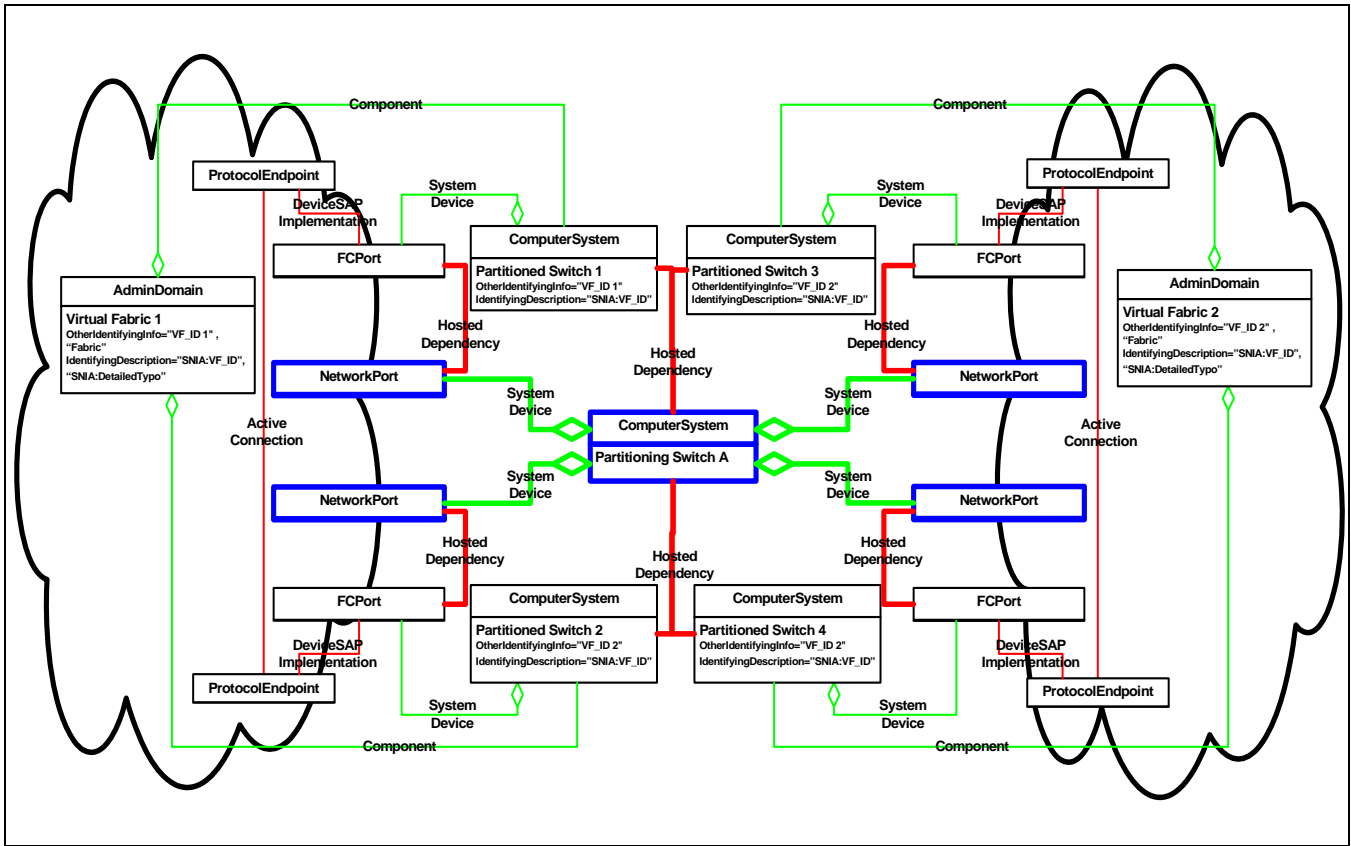 Component
Component
ProtocolEndpoint
ProtocolEndpoint
System
Device
System
Device
DeviceSAP
Implementation
DeviceSAP
Implementation
ComputerSystem
Partitioned Switch 1
OtherIdentifyingInfo="VF_ID 1"
IdentifyingDescription="SNIA:VF_ID"
ComputerSystem
Partitioned Switch 3
OtherIdentifyingInfo="VF_ID 2"
IdentifyingDescription="SNIA:VF_ID"
FCPort
FCPort
AdminDomain
Virtual Fabric 1
OtherIdentifyingInfo="VF_ID 1" ,
“Fabric”
IdentifyingDescription="SNIA:VF_ID",
“SNIA:DetailedTypo”
AdminDomain
Virtual Fabric 2
OtherIdentifyingInfo="VF_ID 2" ,
“Fabric”
IdentifyingDescription="SNIA:VF_ID",
“SNIA:DetailedTypo”
Hosted
Dependency
Hosted
Dependency
Hosted
Dependency
NetworkPort
NetworkPort
System
Device
System
Device
ComputerSystem
Partitioning Switch A
Active
Connection
Active
Connection
System
Device
System
Device
NetworkPort
NetworkPort
Hosted
Dependency
Hosted
Dependency
Hosted
Dependency
FCPort
FCPort
ComputerSystem
Partitioned Switch 2
OtherIdentifyingInfo="VF_ID 2"
IdentifyingDescription="SNIA:VF_ID"
ComputerSystem
Partitioned Switch 4
OtherIdentifyingInfo="VF_ID 2"
IdentifyingDescription="SNIA:VF_ID"
DeviceSAP
Implementation
DeviceSAP
Implementation
ProtocolEndpoint
ProtocolEndpoint
System
Device
System
Device
Component
Component